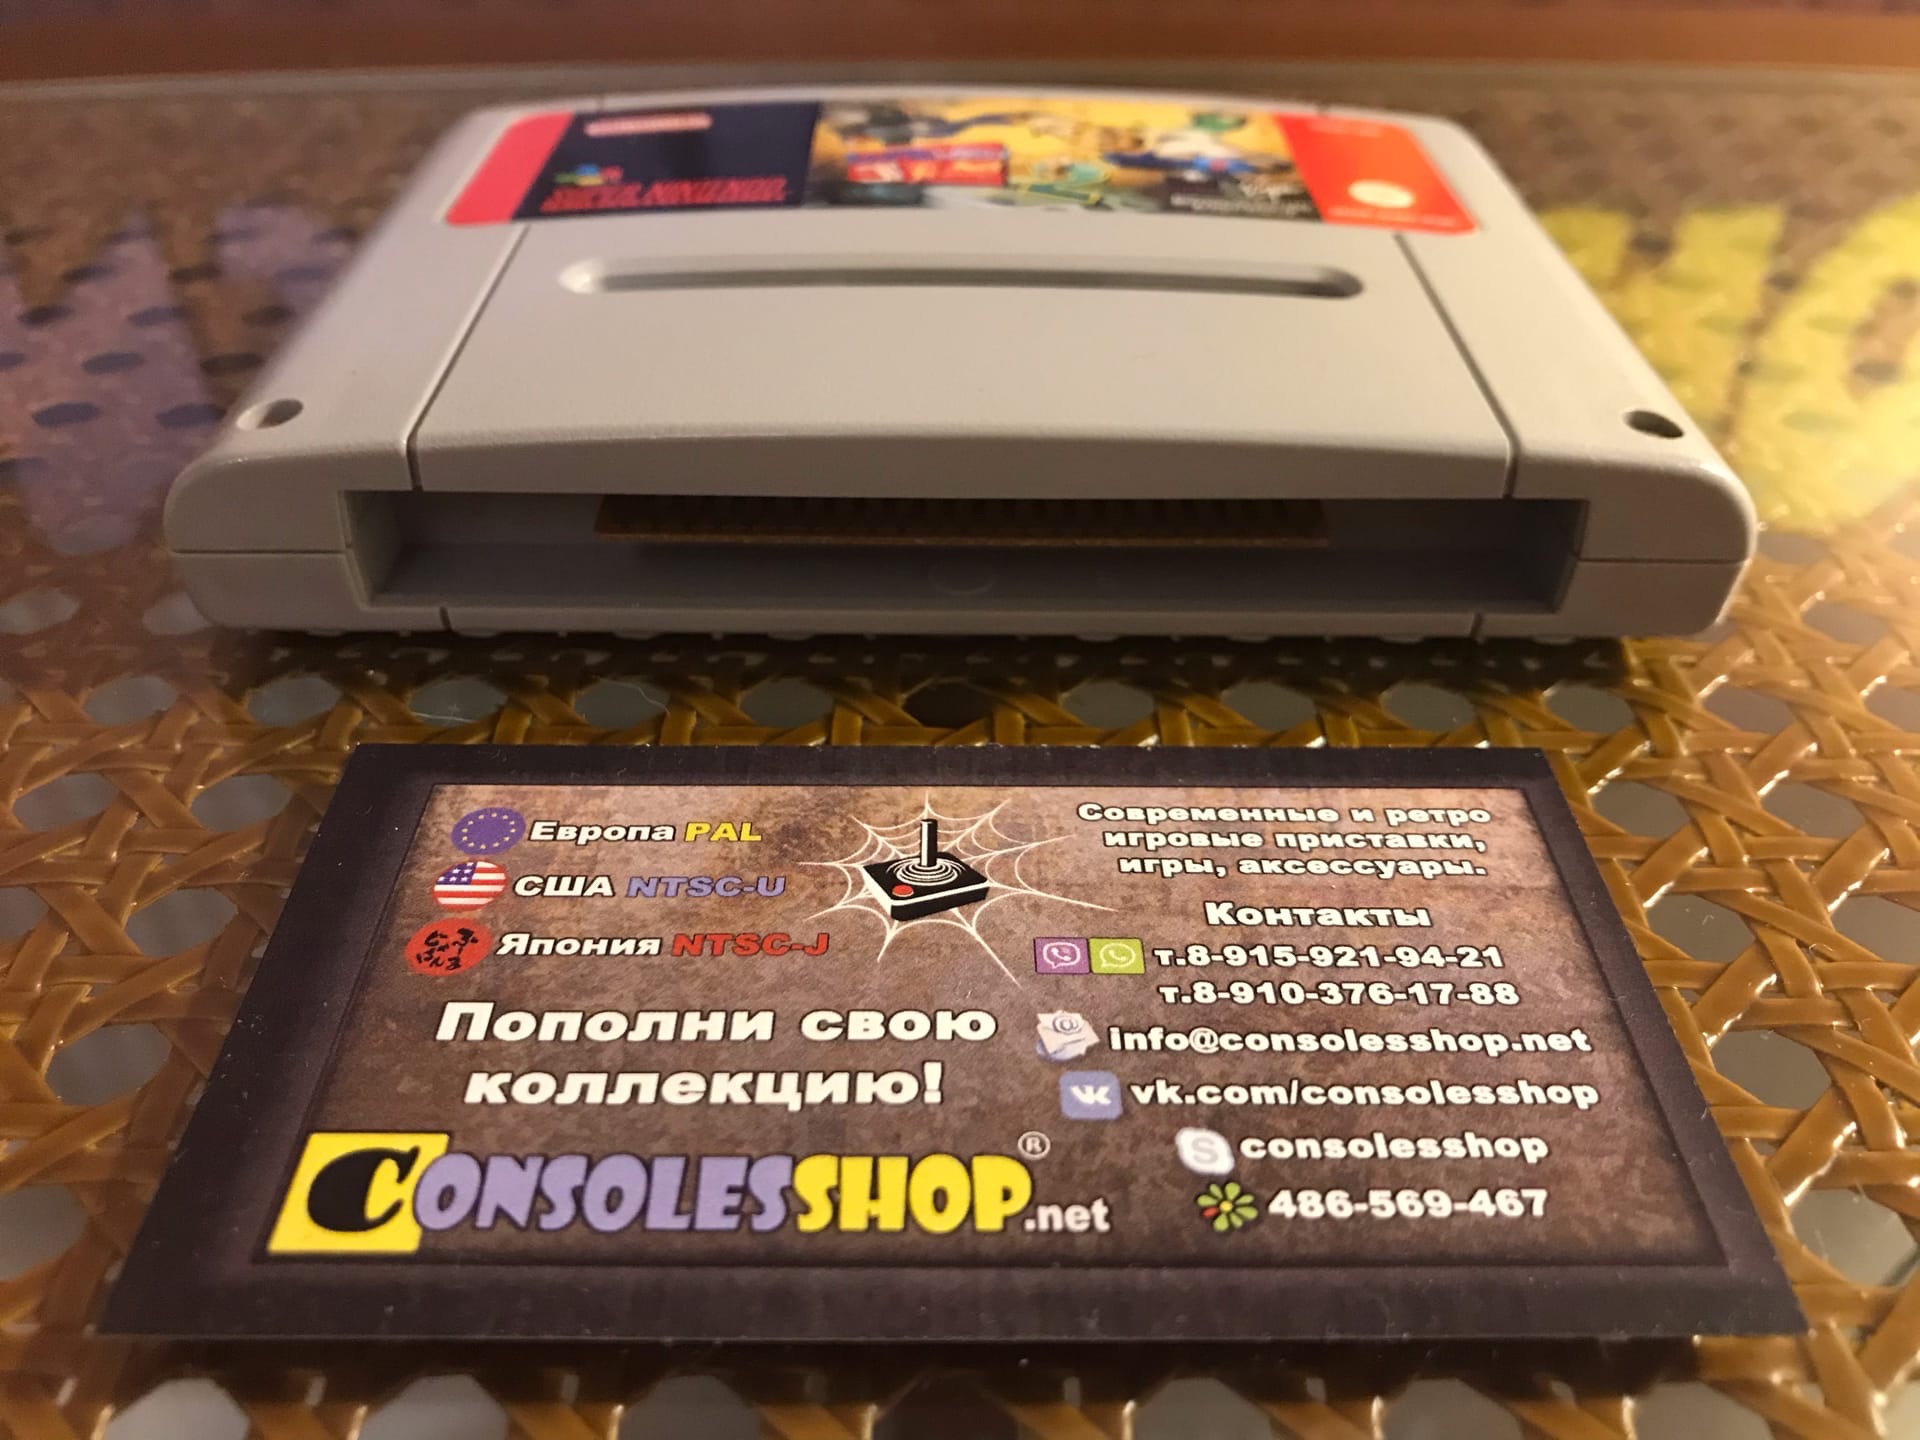 SUPER NINTENDO
Европа PAL
США NTSC-U
Япония NTSC-J
Пополни свою
коллекцию!
CONSOLESSHOP.net
®
Современные и ретро
игровые приставки,
игры, аксессуары.
Контакты
т.8-915-921-94-21
т.8-910-376-17-88
info@consolesshop.net
vk.com/consolesshop
consolesshop
486-569-467